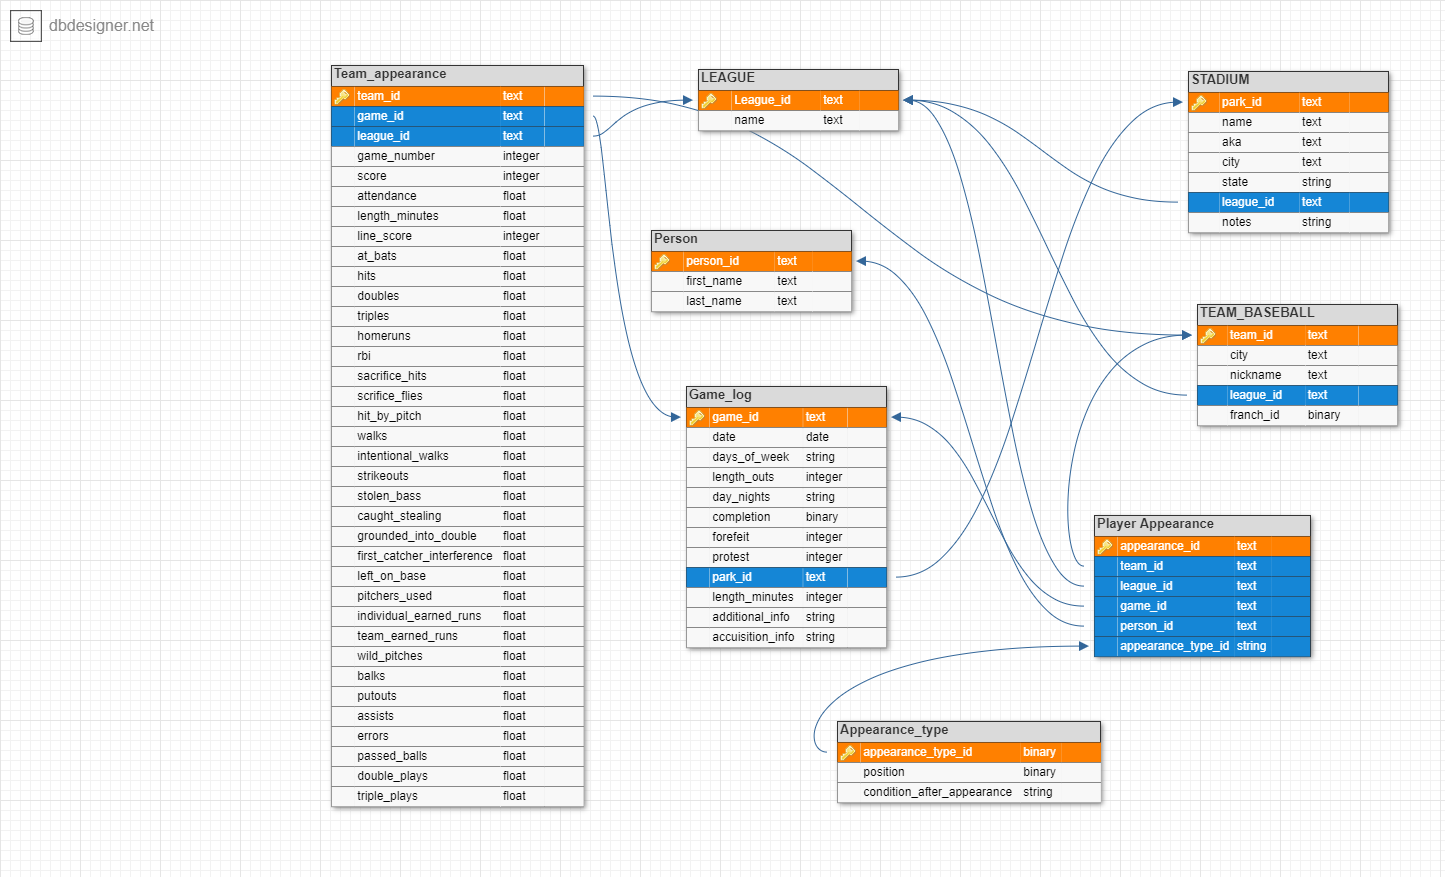 dbdesigner.net
Team_appearance
team_id text
game_id text
league_id text
game_number integer
score integer
attendance float
length_minutes float
line_score integer
at_bats float
hits float
doubles float
triples float
homeruns float
rbi float
sacrifice_hits float
scrifice_flies float
hit_by_pitch float
walks float
intentional_walks float
strikeouts float
stolen_bass float
caught_stealing float
grounded_into_double float
first_catcher_interference float
left_on_base float
pitchers_used float
individual_earned_runs float
team_earned_runs float
wild_pitches float
balks float
putouts float
assists float
errors float
passed_balls float
double_plays float
triple_plays float
LEAGUE
League_id text
name text
Person
person_id text
first_name text
last_name text
Game_log
game_id text
date date
days_of_week string
length_outs integer
day_nights string
completion binary
forefeit integer
protest integer
park_id text
length_minutes integer
additional_info string
accuisition_info string
STADIUM
park_id text
name text
aka text
city text
state string
league_id text
notes string
TEAM_BASEBALL
team_id text
city text
nickname text
league_id text
franch_id binary
Player Appearance
appearance_id text
team_id text
league_id text
game_id text
person_id text
appearance_type_id string
Appearance_type
appearance_type_id binary
position binary
condition_after_appearance string